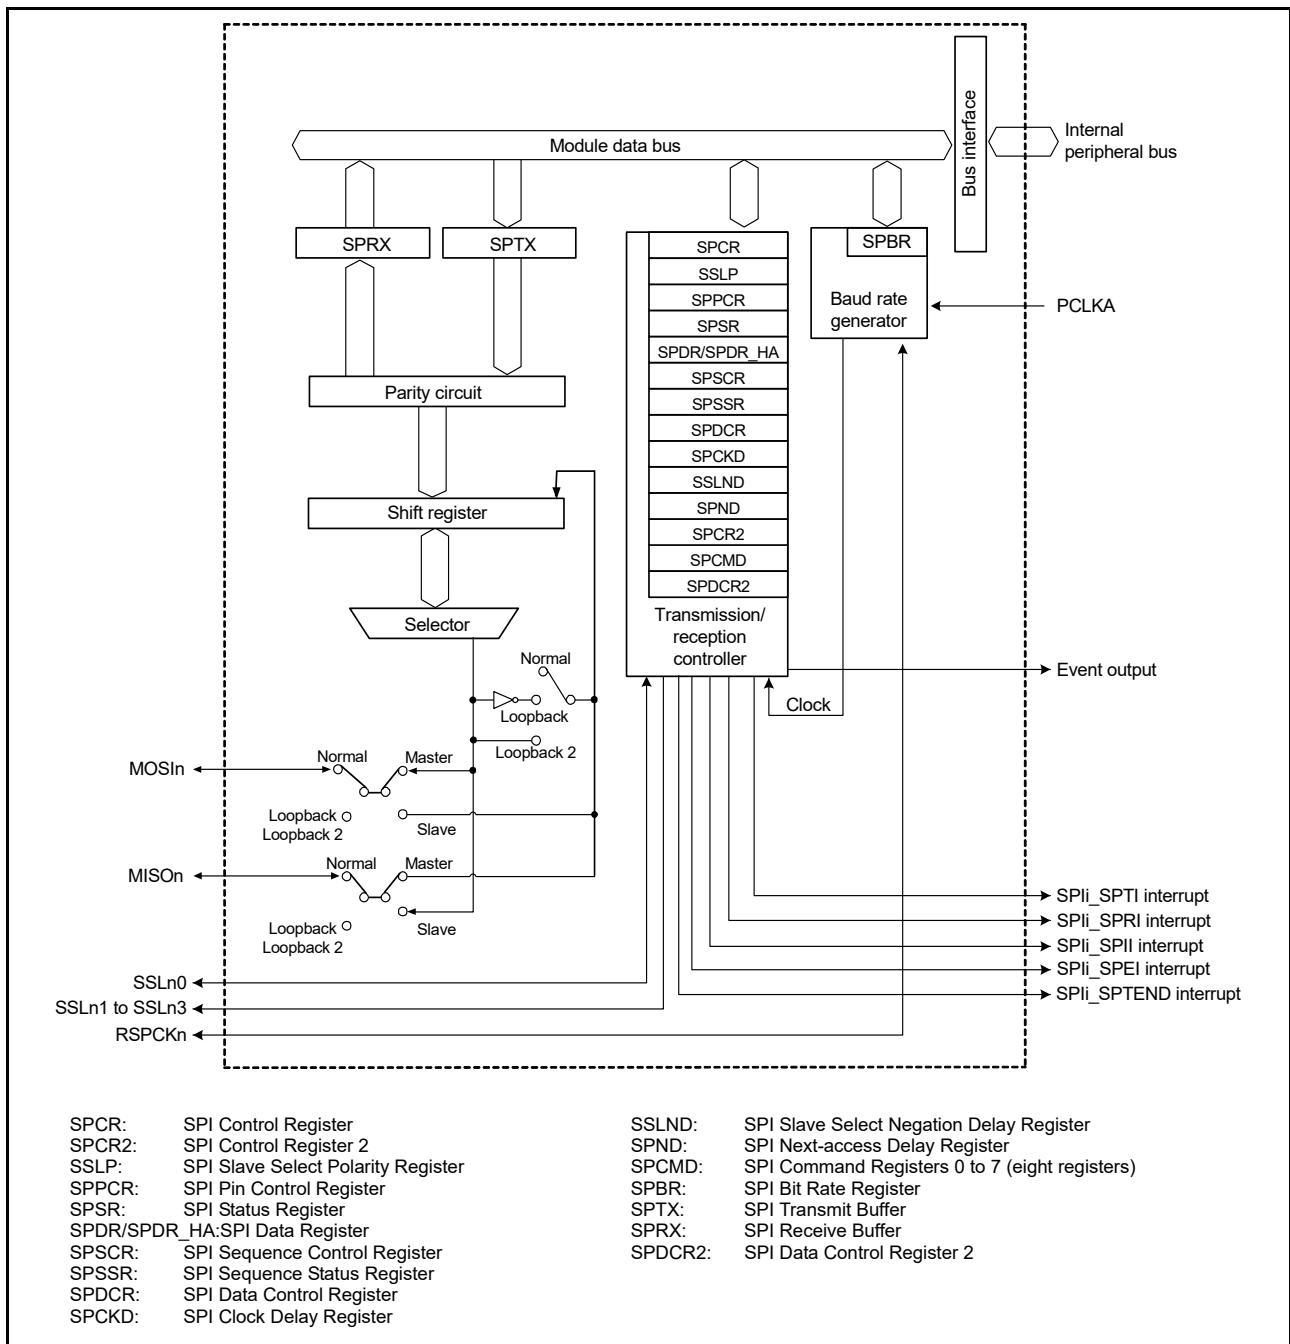 Module data bus
Bus interface
Internal
peripheral bus
SPRX
SPTX
SPCR
SPBR
SSLP
SPPCR
Baud rate
generator
PCLKA
SPSR
SPDR/SPDR_HA
SPSCR
Parity circuit
SPSSR
SPDCR
SPCKD
SSLND
Shift register
SPND
SPCR2
SPCMD
SPDCR2
Selector
Transmission/
reception
controller
Normal
Event output
Loopback
Clock
Loopback 2
MOSIn
Normal
Master
Loopback
Loopback 2
Slave
MISOn
Normal
Master
Loopback
Loopback 2
Slave
SPIi_SPTI interrupt
SPIi_SPRI interrupt
SPIi_SPII interrupt
SPIi_SPEI interrupt
SPIi_SPTEND interrupt
SSLn0
SSLn1 to SSLn3
RSPCKn
SPCR: SPI Control Register
SPCR2: SPI Control Register 2
SSLP: SPI Slave Select Polarity Register
SPPCR: SPI Pin Control Register
SPSR: SPI Status Register
SPDR/SPDR_HA:SPI Data Register
SPSCR: SPI Sequence Control Register
SPSSR: SPI Sequence Status Register
SPDCR: SPI Data Control Register
SPCKD: SPI Clock Delay Register
SSLND: SPI Slave Select Negation Delay Register
SPND: SPI Next-access Delay Register
SPCMD: SPI Command Registers 0 to 7 (eight registers)
SPBR: SPI Bit Rate Register
SPTX: SPI Transmit Buffer
SPRX: SPI Receive Buffer
SPDCR2: SPI Data Control Register 2